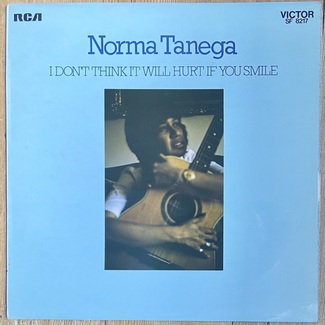 RCA
VICTOR
SF 8217
Norma Tanega
I DON'T THINK IT WILL HURT IF YOU SMILE